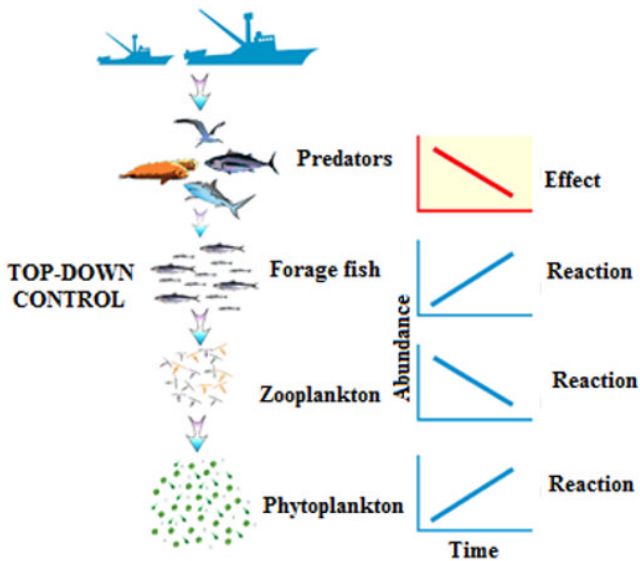 Predators
Effect
TOP-DOWN
CONTROL
Forage fish
Reaction
Abundance
Zooplankton
Reaction
Phytoplankton
Reaction
Time